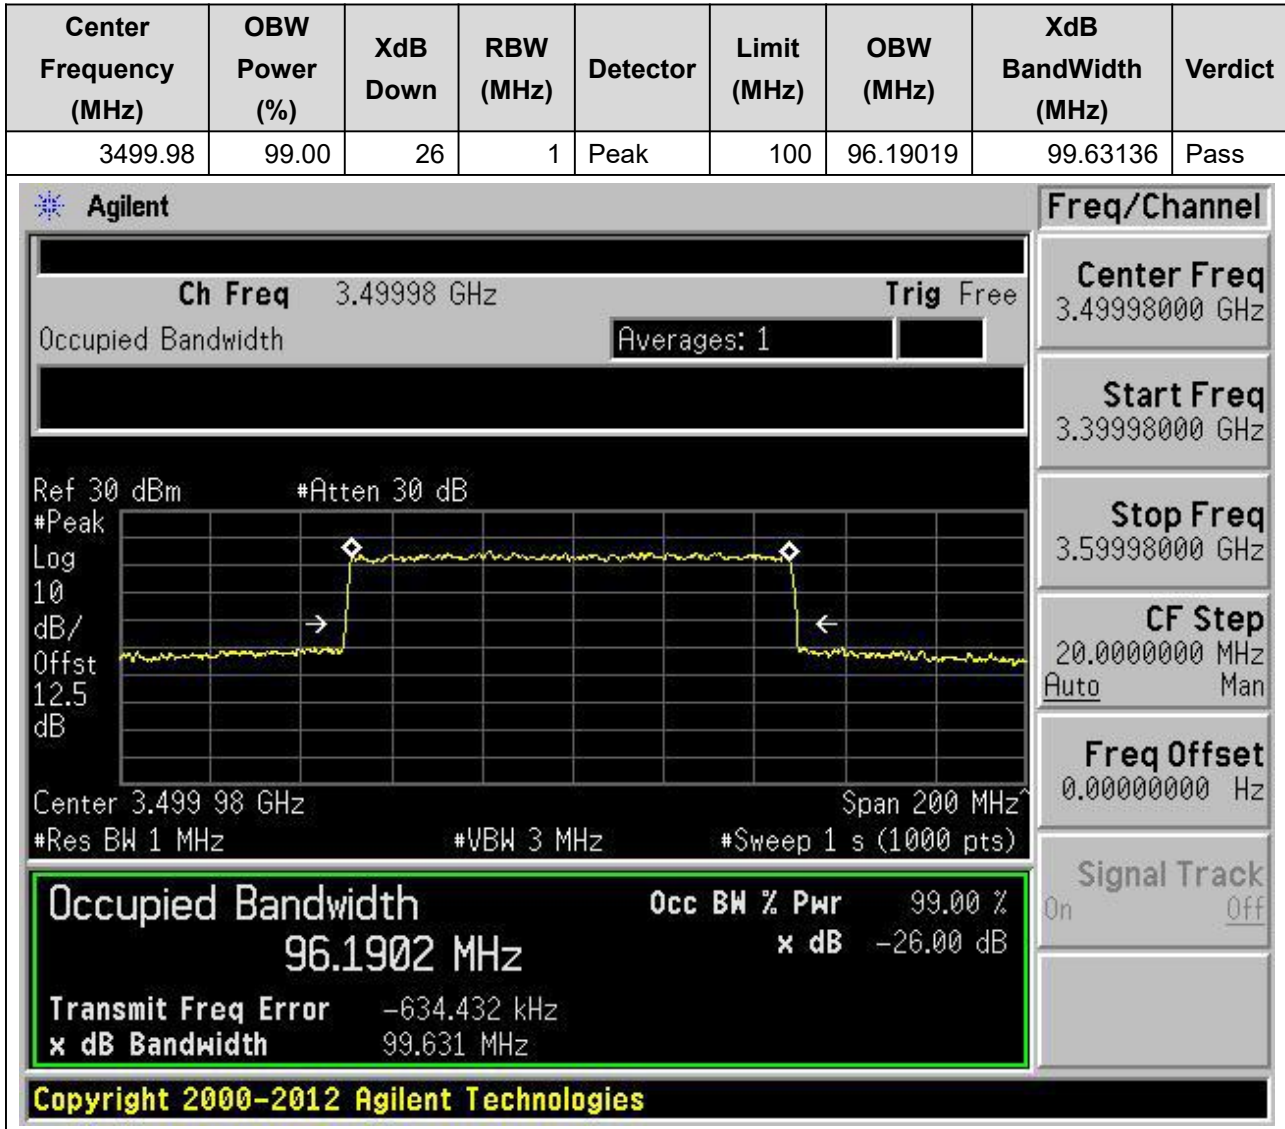 Center Frequency (MHz) OBW Power (%) XdB Down RBW (MHz) Detector Limit (MHz) OBW (MHz) XdB BandWidth (MHz) Verdict
3499.98 99.00 26 1 Peak 100 96.19019 99.63136 Pass
Agilent
Freq/Channel
Ch Freq 3.49998 GHz Trig Free
Occupied Bandwidth Averages: 1
Center Freq
3.49998000 GHz
Start Freq
3.39998000 GHz
Stop Freq
3.59998000 GHz
CF Step
20.0000000 MHz
Auto Man
Freq Offset
0.00000000 Hz
Signal Track
On Off
Ref 30 dBm #Atten 30 dB
#Peak
Log
10
dB/
Offst
12.5
dB
Center 3.499 98 GHz Span 200 MHz^
#Res BW 1 MHz #VBW 3 MHz #Sweep 1 s (1000 pts)
Occupied Bandwidth Occ BW % Pwr 99.00 %
96.1902 MHz x dB -26.00 dB
Transmit Freq Error -634.432 kHz
x dB Bandwidth 99.631 MHz
Copyright 2000-2012 Agilent Technologies